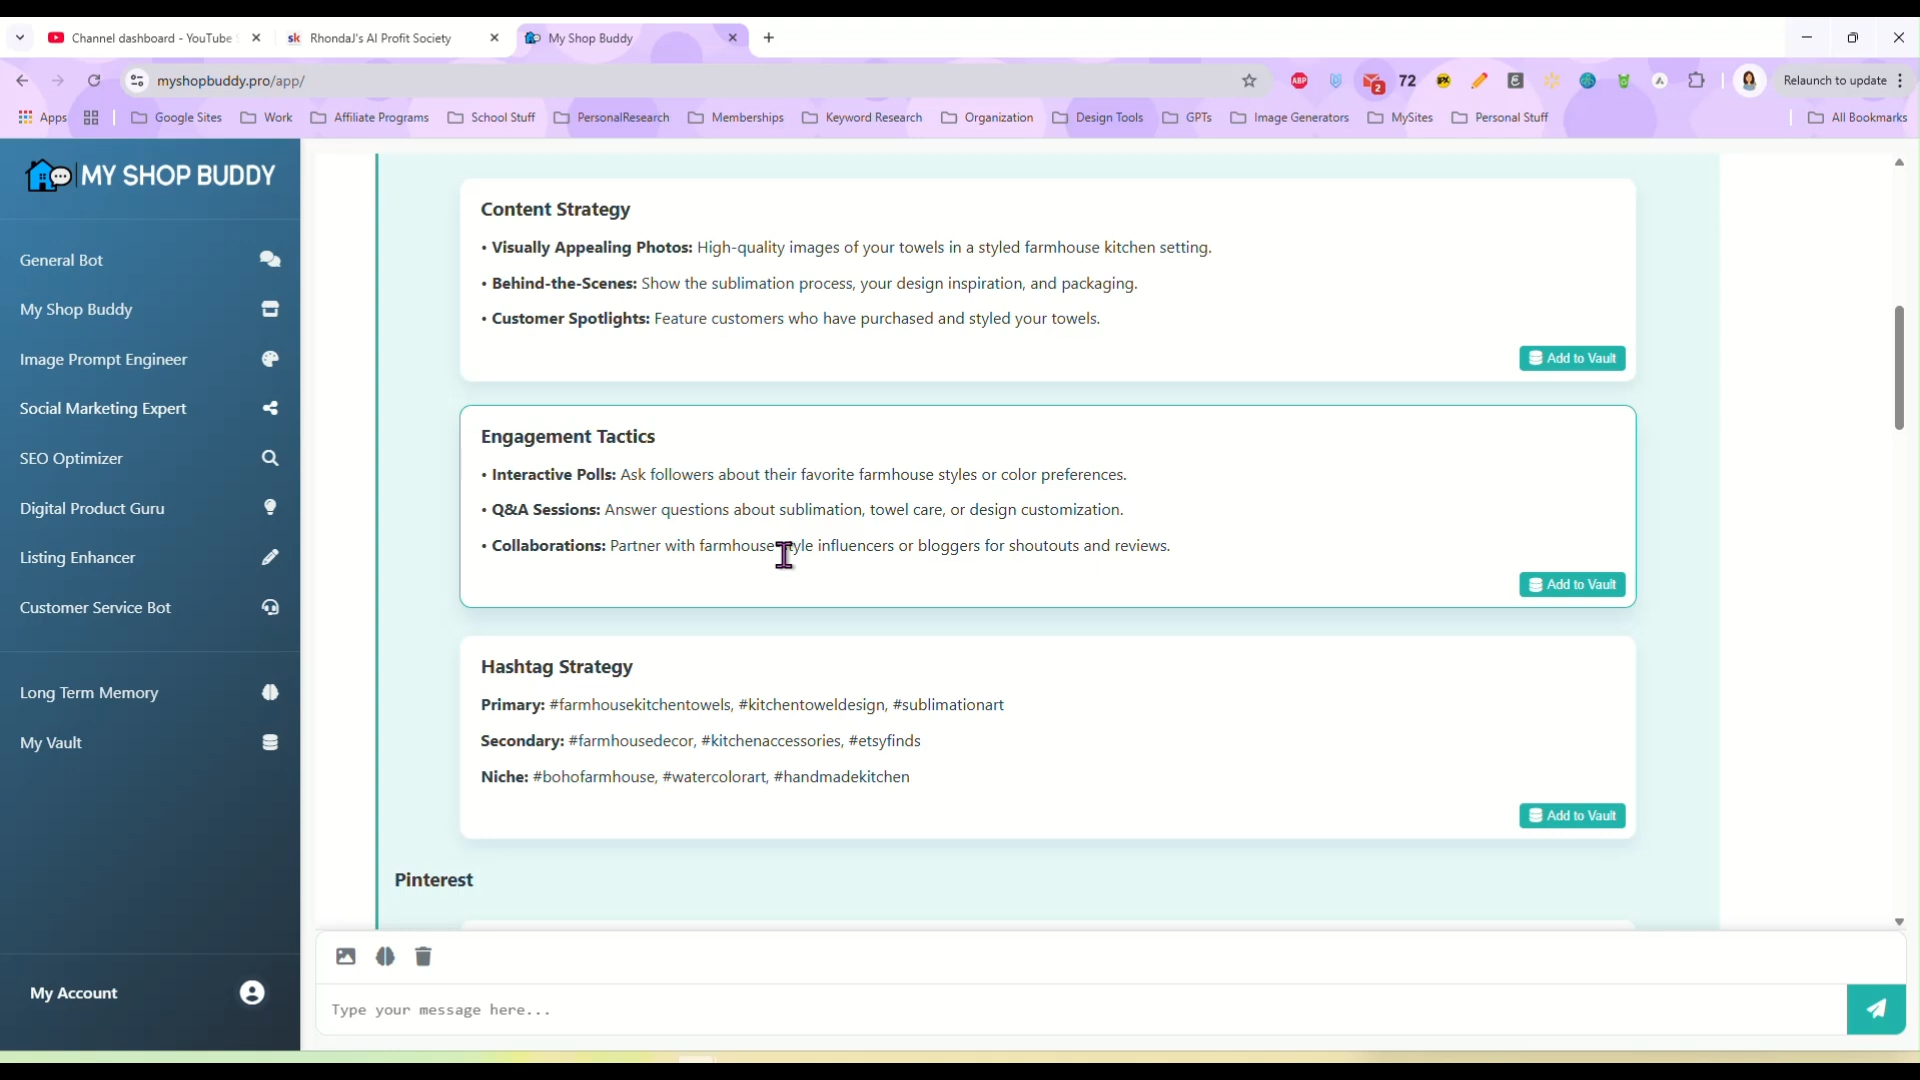 Channel dashboard - YouTube
sk RhondaJ's AI Profit Society
My Shop Buddy
myshopbuddy.pro/app/
ABP
2
72
Relaunch to update
Apps
Google Sites
Work
Affiliate Programs
School Stuff
PersonalResearch
Memberships
Keyword Research
Organization
Design Tools
GPTs
Image Generators
MySites
Personal Stuff
All Bookmarks
MY SHOP BUDDY
General Bot
My Shop Buddy
Image Prompt Engineer
Social Marketing Expert
SEO Optimizer
Digital Product Guru
Listing Enhancer
Customer Service Bot
Long Term Memory
My Vault
My Account
Content Strategy
• Visually Appealing Photos: High-quality images of your towels in a styled farmhouse kitchen setting.
• Behind-the-Scenes: Show the sublimation process, your design inspiration, and packaging.
• Customer Spotlights: Feature customers who have purchased and styled your towels.
Add to Vault
Engagement Tactics
• Interactive Polls: Ask followers about their favorite farmhouse styles or color preferences.
• Q&A Sessions: Answer questions about sublimation, towel care, or design customization.
• Collaborations: Partner with farmhouse style influencers or bloggers for shoutouts and reviews.
Add to Vault
Hashtag Strategy
Primary: #farmhousekitchentowels, #kitchentoweldesign, #sublimationart
Secondary: #farmhousedecor, #kitchenaccessories, #etsyfinds
Niche: #bohofarmhouse, #watercolorart, #handmadekitchen
Add to Vault
Pinterest
Type your message here...